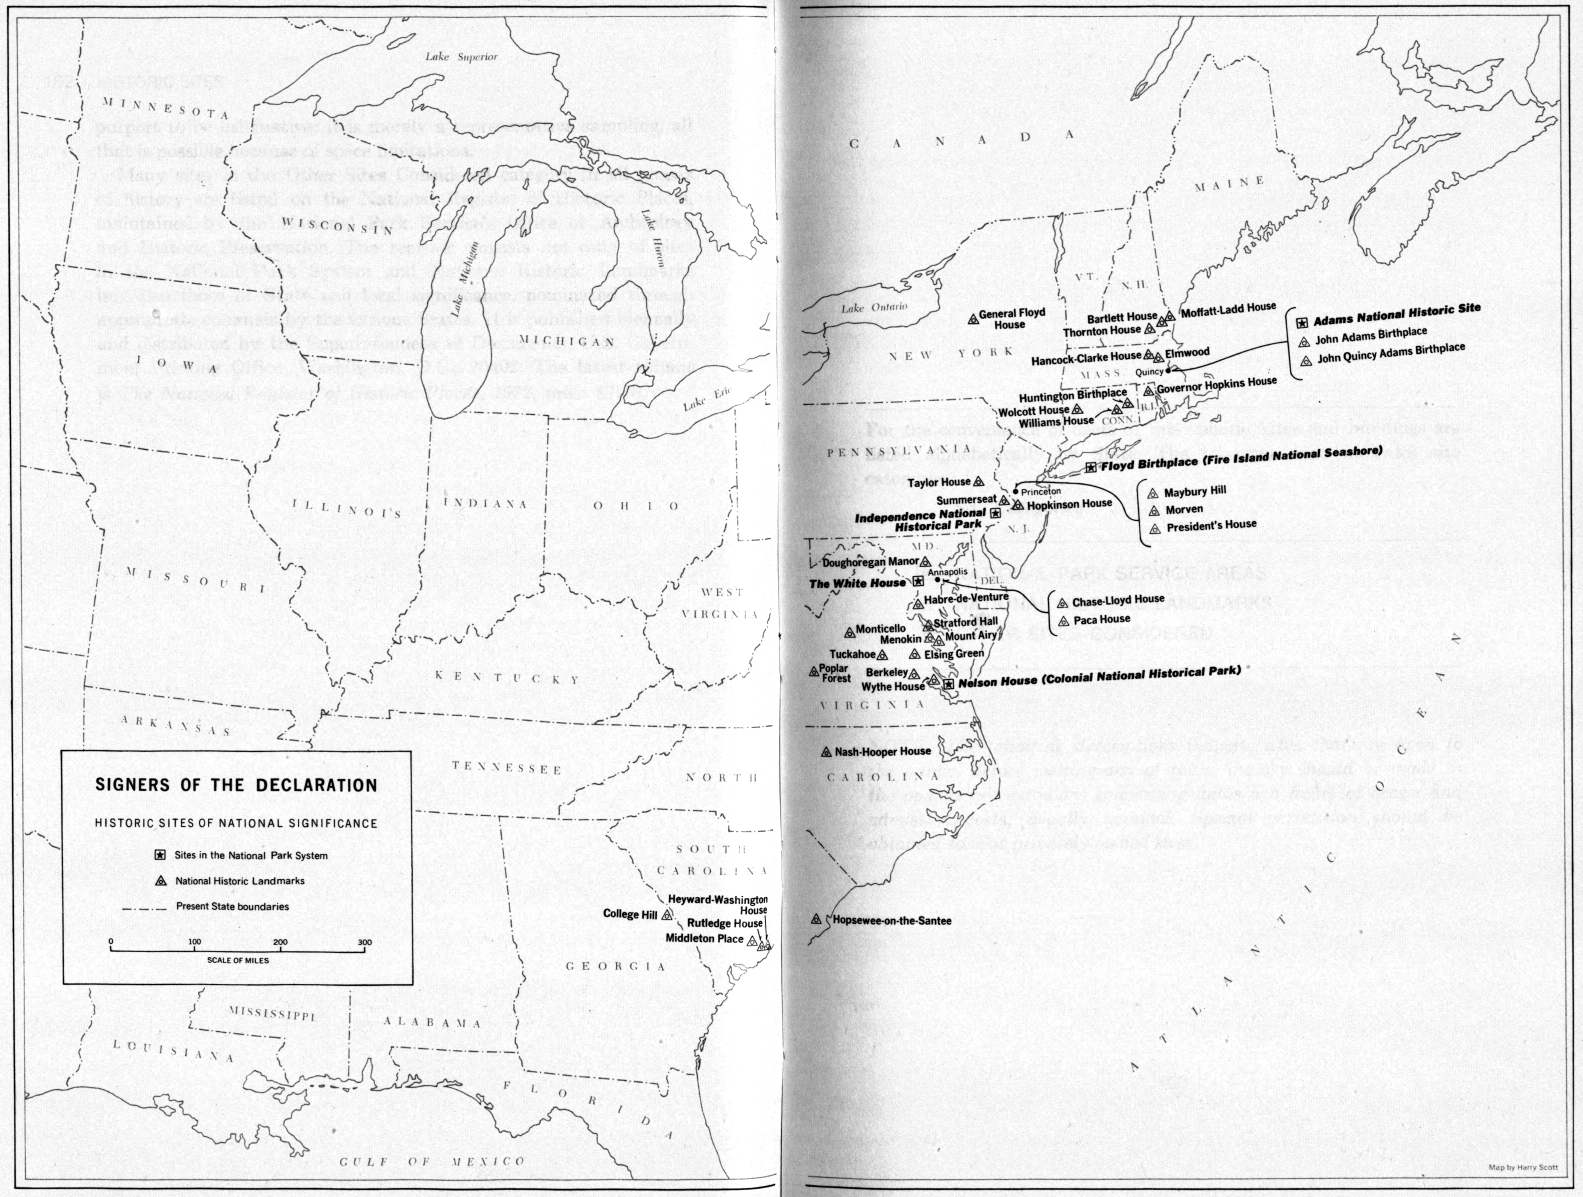 Lake Superior
MINNESOTA
WISCONSIN
Lake Michigan
Lake Huron
MICHIGAN
IOWA
Lake Erie
ILLINOIS
INDIANA
OHIO
MISSOURI
WEST
VIRGINIA
KENTUCKY
ARKANSAS
TENNESSEE
NORTH
SOUTH
CAROLINA
Heyward-Washington
House
College Hill
Rutledge House
Middleton Place
GEORGIA
MISSISSIPPI
ALABAMA
LOUISIANA
FLORIDA
GULF OF MEXICO
SIGNERS OF THE DECLARATION
HISTORIC SITES OF NATIONAL SIGNIFICANCE
Sites in the National Park System
National Historic Landmarks
Present State boundaries
0 100 200 300
SCALE OF MILES
CANADA
MAINE
VT.
N. H.
Lake Ontario
General Floyd
House
Bartlett House
Moffatt-Ladd House
Thornton House
NEW YORK
Hancock-Clarke House
Elmwood
MASS.
Quincy
Adams National Historic Site
John Adams Birthplace
John Quincy Adams Birthplace
Governor Hopkins House
Huntington Birthplace
Wolcott House
R.I.
Williams House
CONN.
PENNSYLVANIA
Floyd Birthplace (Fire Island National Seashore)
Taylor House
Princeton
Summerseat
Hopkinson House
Maybury Hill
Morven
President's House
Independence National
Historical Park
N. J.
MD.
Doughoregan Manor
Annapolis
The White House
DEL.
Habre-de-Venture
Chase-Lloyd House
Paca House
Stratford Hall
Monticello
Menokin
Mount Airy
Tuckahoe
Elsing Green
Poplar
Forest
Berkeley
Wythe House
Nelson House (Colonial National Historical Park)
VIRGINIA
Nash-Hooper House
CAROLINA
Hopsewee-on-the-Santee
ATLANTIC OCEAN
Map by Harry Scott